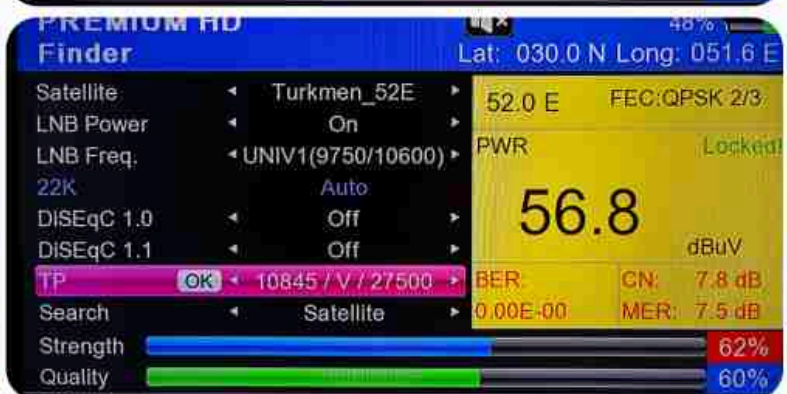 PREMIUM HD 48%
Finder Lat: 030.0 N Long: 051.6 E
Satellite Turkmen_52E
LNB Power On
LNB Freq. UNIV1(9750/10600)
22K Auto
DiSEqC 1.0 Off
DiSEqC 1.1 Off
TP OK 10845 / V / 27500
Search Satellite
Strength 62%
Quality 60%
52.0 E FEC:QPSK 2/3
PWR Locked!
56.8
dBuV
BER: CN: 7.8 dB
0.00E-00 MER: 7.5 dB